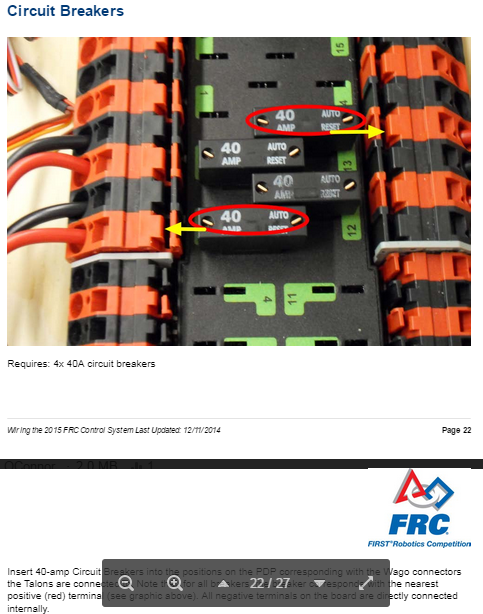 Circuit Breakers
15
1
40 AUTO
AMP RESET
40 AUTO
AMP RESET
13
40 AUTO
AMP RESET
40 AUTO
AMP RESET
12
4
11
Requires: 4x 40A circuit breakers
Wiring the 2015 FRC Control System Last Updated: 12/11/2014
Page 22
OConnor 7.0 MB 1
FRC
FIRST® Robotics Competition
Insert 40-amp Circuit Breakers into the positions on the PDP corresponding with the Wago connectors
the Talons are connected to. Note that for all breakers the breaker corresponds with the nearest
positive (red) terminal (see graphic above). All negative terminals on the board are directly connected
internally.
22 / 27